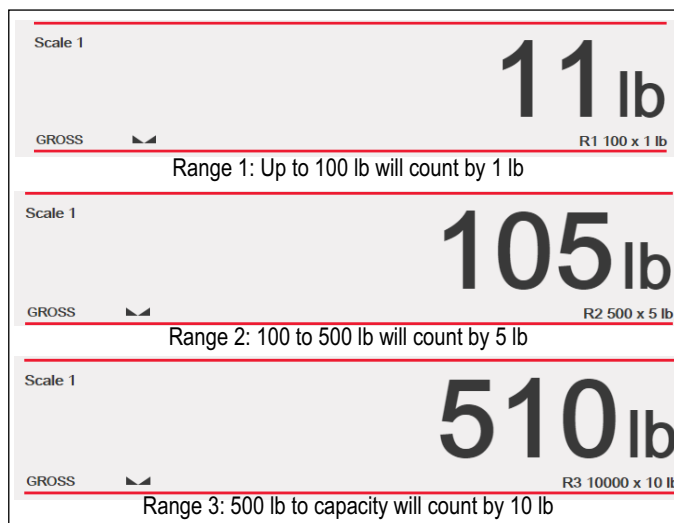 Scale 1
11 lb
GROSS
R1 100 x 1 lb
Range 1: Up to 100 lb will count by 1 lb
Scale 1
105 lb
GROSS
R2 500 x 5 lb
Range 2: 100 to 500 lb will count by 5 lb
Scale 1
510 lb
GROSS
R3 10000 x 10 lb
Range 3: 500 lb to capacity will count by 10 lb